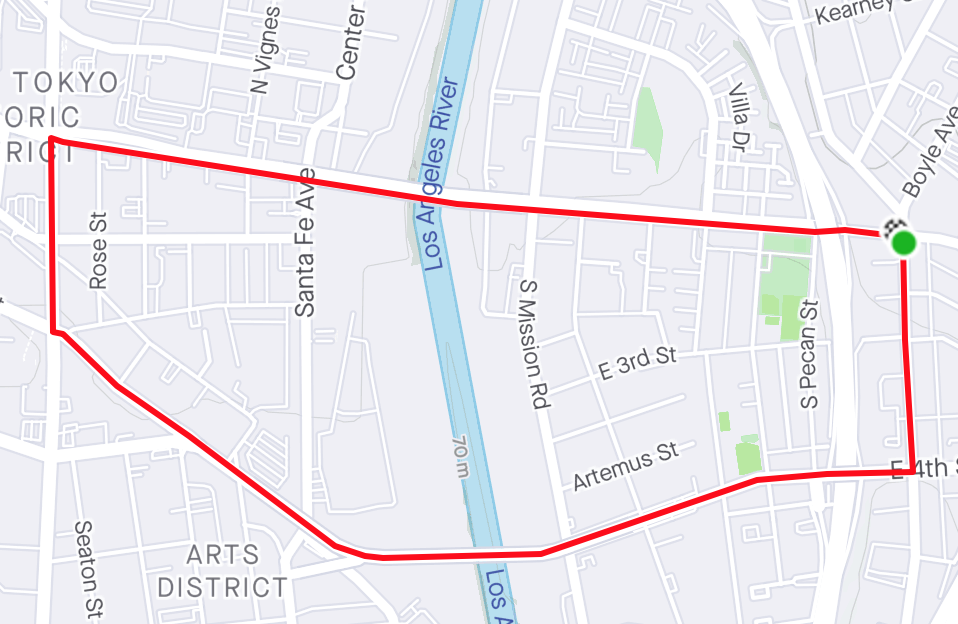 Kearney
Center
N Vignes
TOKYO
ORIC
RICT
Los Angeles River
Villa Dr
Boyle Ave
Rose St
Santa Fe Ave
S Mission Rd
S Pecan St
E 3rd St
70 m
Artemus St
E 4th S
Seaton St
ARTS
DISTRICT
Los A